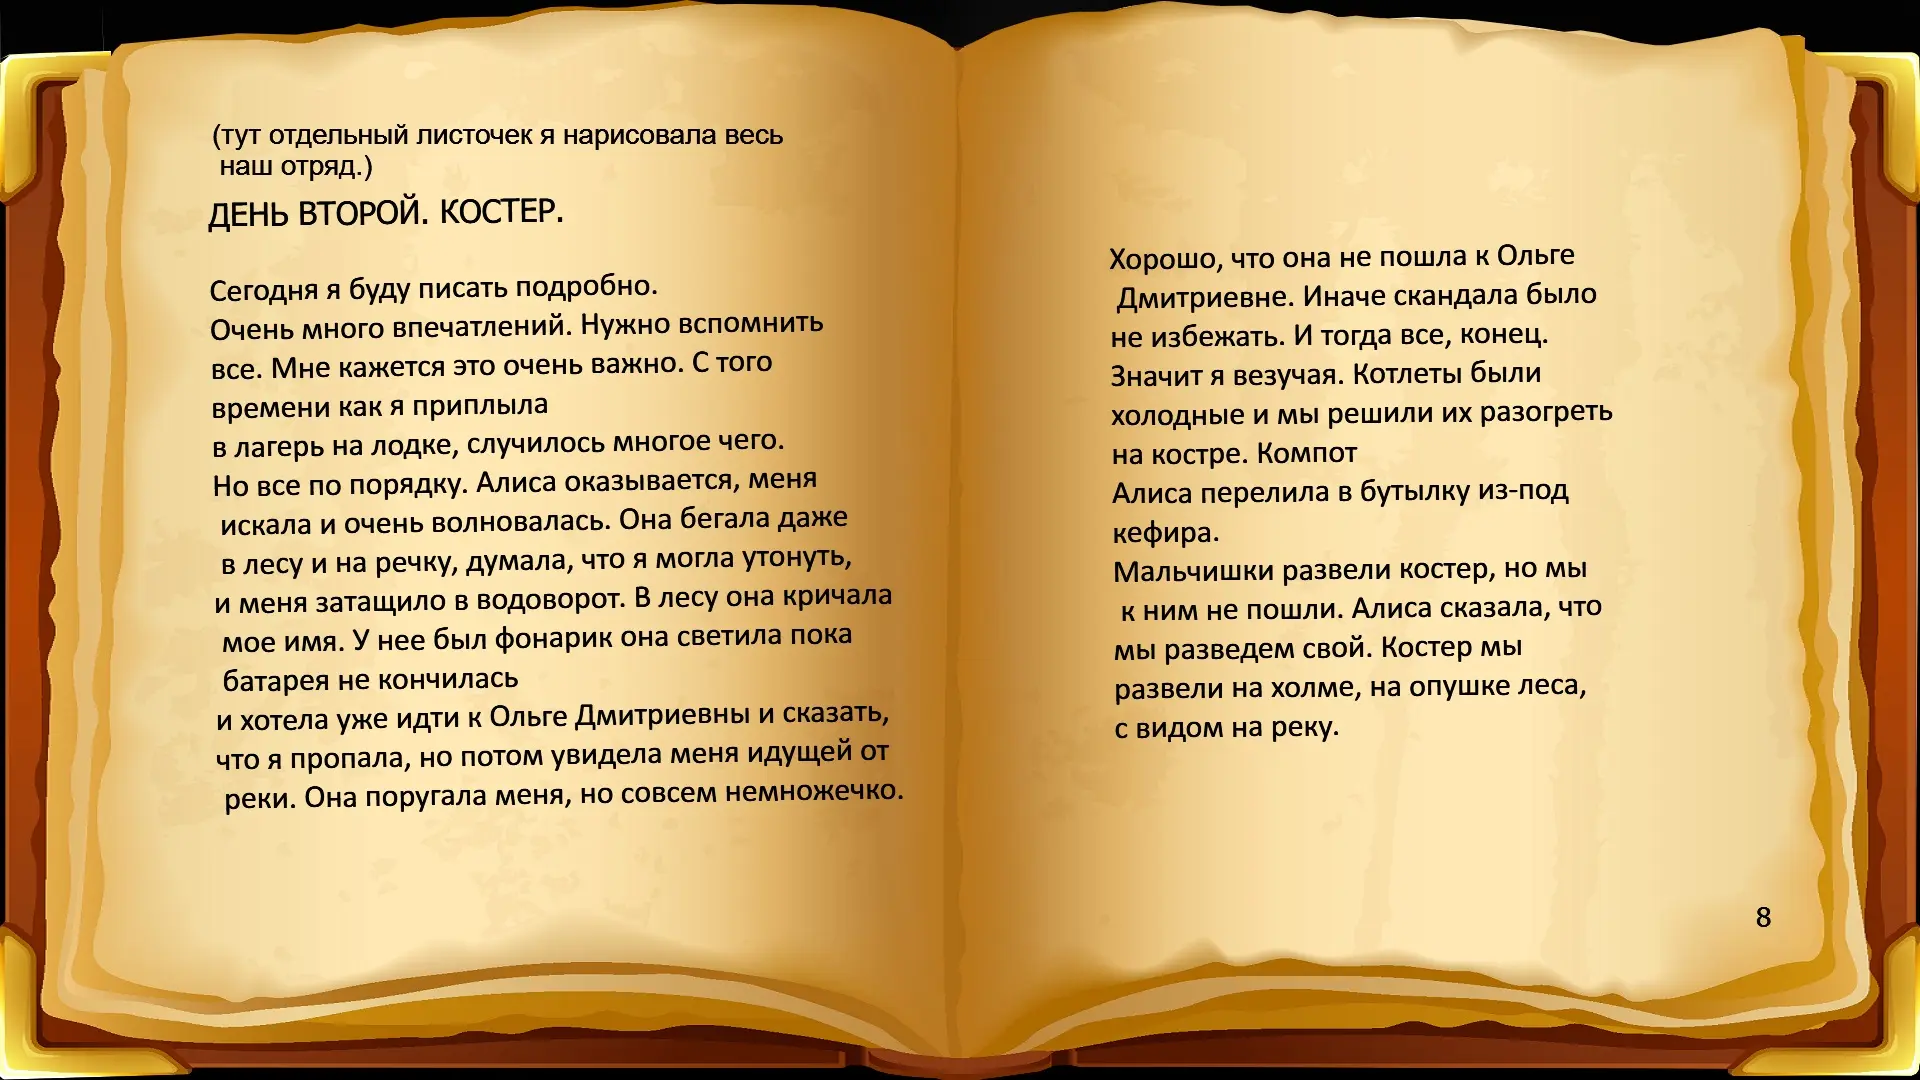 (тут отдельный листочек я нарисовала весь
наш отряд.)
ДЕНЬ ВТОРОЙ. КОСТЕР.
Сегодня я буду писать подробно.
Очень много впечатлений. Нужно вспомнить
все. Мне кажется это очень важно. С того
времени как я приплыла
в лагерь на лодке, случилось многое чего.
Но все по порядку. Алиса оказывается, меня
искала и очень волновалась. Она бегала даже
в лесу и на речку, думала, что я могла утонуть,
и меня затащило в водоворот. В лесу она кричала
мое имя. У нее был фонарик она светила пока
батарея не кончилась
и хотела уже идти к Ольге Дмитриевны и сказать,
что я пропала, но потом увидела меня идущей от
реки. Она поругала меня, но совсем немножечко.
Хорошо, что она не пошла к Ольге
Дмитриевне. Иначе скандала было
не избежать. И тогда все, конец.
Значит я везучая. Котлеты были
холодные и мы решили их разогреть
на костре. Компот
Алиса перелила в бутылку из-под
кефира.
Мальчишки развели костер, но мы
к ним не пошли. Алиса сказала, что
мы разведем свой. Костер мы
развели на холме, на опушке леса,
с видом на реку.
8